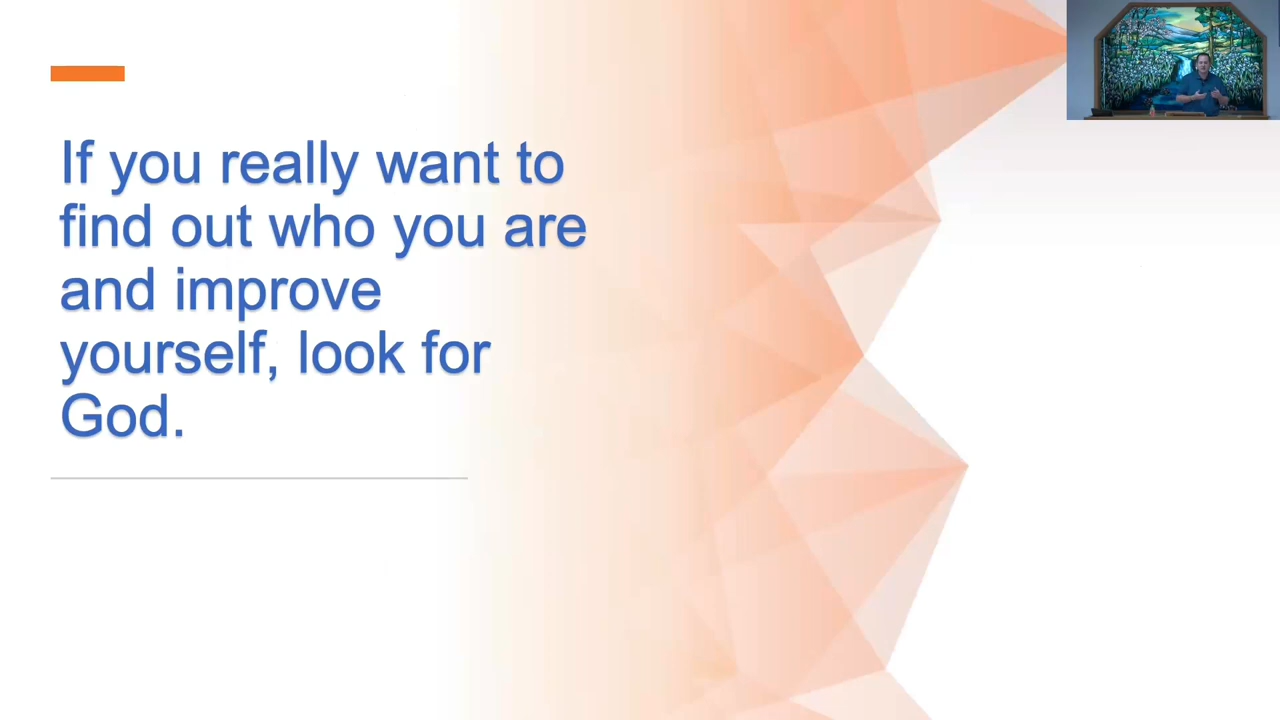 If you really want to
find out who you are
and improve
yourself, look for
God.